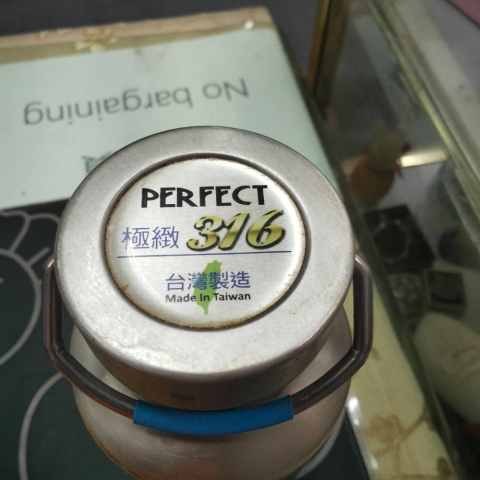 No bargaining
PERFECT
極緻 316
台灣製造
Made In Taiwan